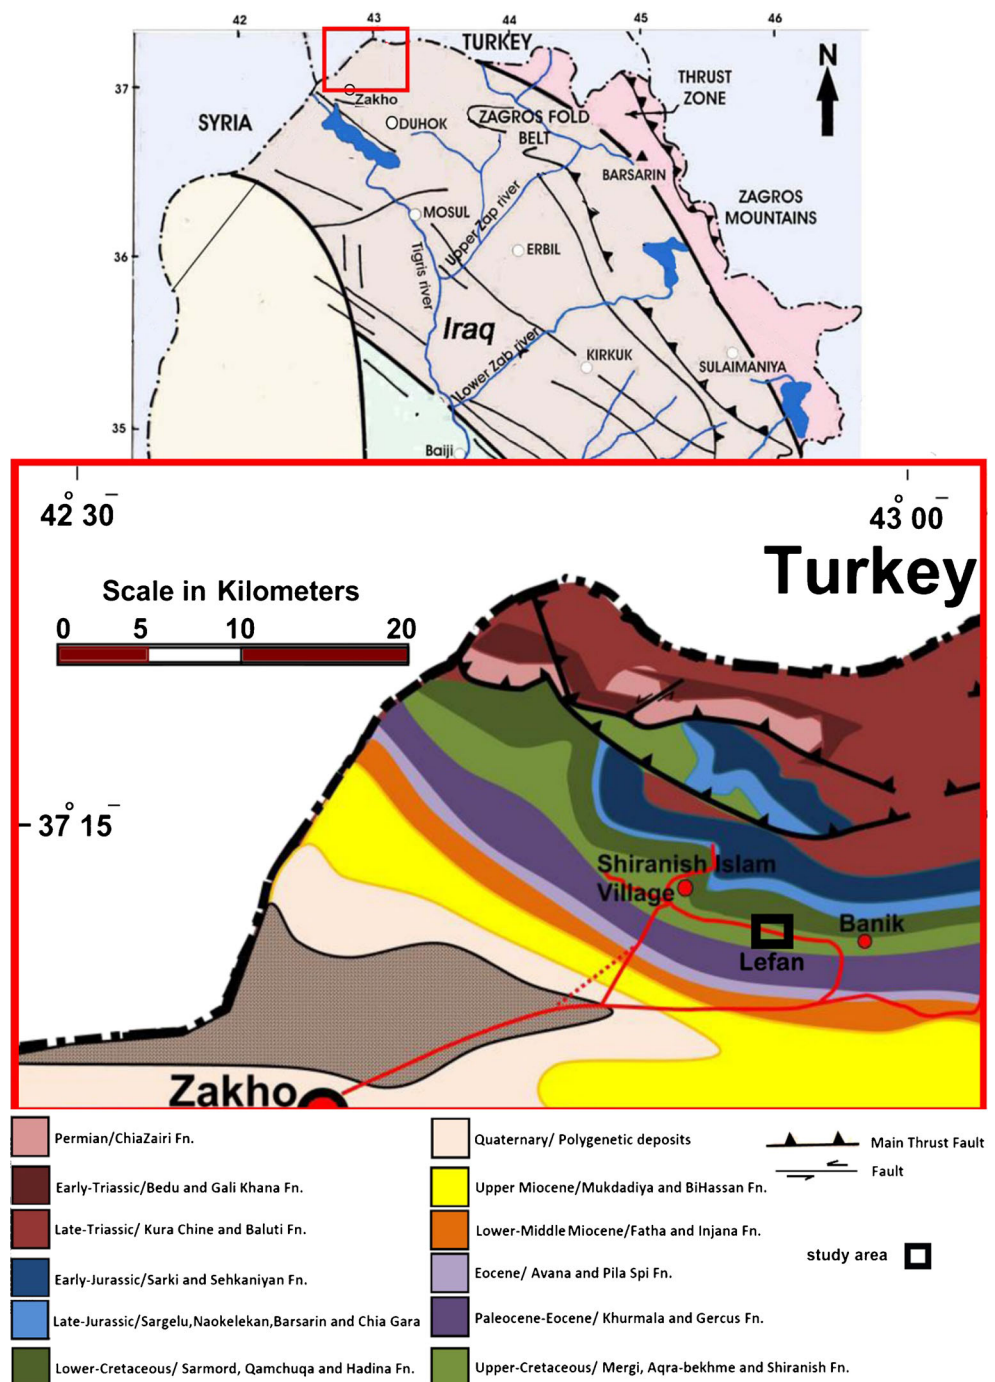 42 43 44 45 46
TURKEY
N
THRUST
ZONE
37
Zakho
SYRIA
DUHOK
ZAGROS FOLD
BELT
BARSARIN
ZAGROS
MOUNTAINS
MOSUL
Upper Zap river
36
ERBIL
Tigris river
Iraq
Lower Zab river
KIRKUK
SULAIMANIYA
35
Baiji
42° 30‾
43° 00‾
Turkey
Scale in Kilometers
0 5 10 20
37° 15‾
Shiranish Islam
Village
Banik
Lefan
Zakho
Permian/ChiaZairi Fn.
Early-Triassic/Bedu and Gali Khana Fn.
Late-Triassic/ Kura Chine and Baluti Fn.
Early-Jurassic/Sarki and Sehkaniyan Fn.
Late-Jurassic/Sargelu,Naokelekan,Barsarin and Chia Gara
Lower-Cretaceous/ Sarmord, Qamchuqa and Hadina Fn.
Quaternary/ Polygenetic deposits
Upper Miocene/Mukdadiya and BiHassan Fn.
Lower-Middle Miocene/Fatha and Injana Fn.
Eocene/ Avana and Pila Spi Fn.
Paleocene-Eocene/ Khurmala and Gercus Fn.
Upper-Cretaceous/ Mergi, Aqra-bekhme and Shiranish Fn.
Main Thrust Fault
Fault
study area